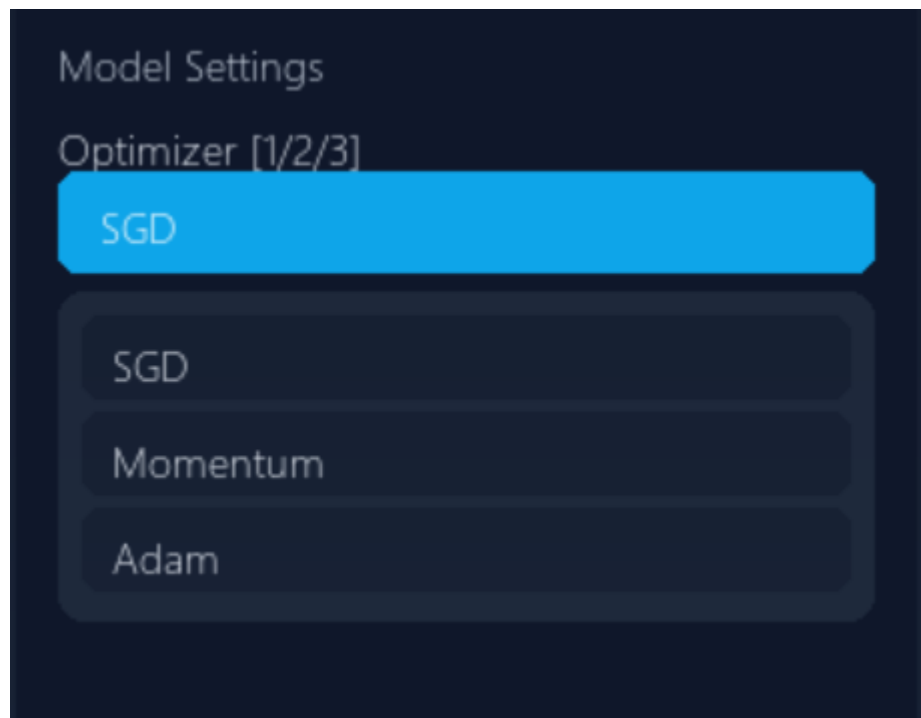 Model Settings
Optimizer [1/2/3]
SGD
SGD
Momentum
Adam